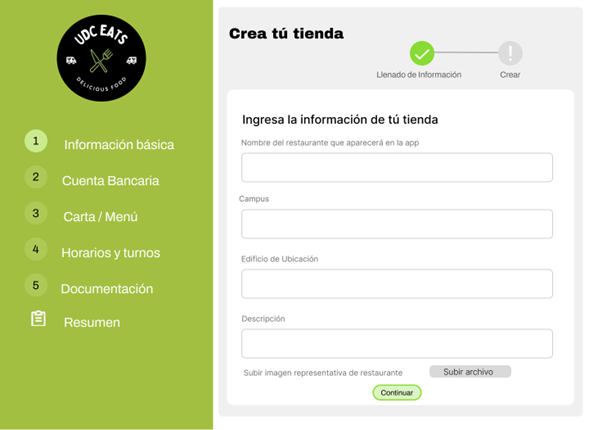 UDC EATS
DELICIOUS FOOD
1 Información básica
2 Cuenta Bancaria
3 Carta / Menú
4 Horarios y turnos
5 Documentación
Resumen
Crea tú tienda
Llenado de Información
Crear
Ingresa la información de tú tienda
Nombre del restaurante que aparecerá en la app
Campus
Edificio de Ubicación
Descripción
Subir imagen representativa de restaurante
Subir archivo
Continuar